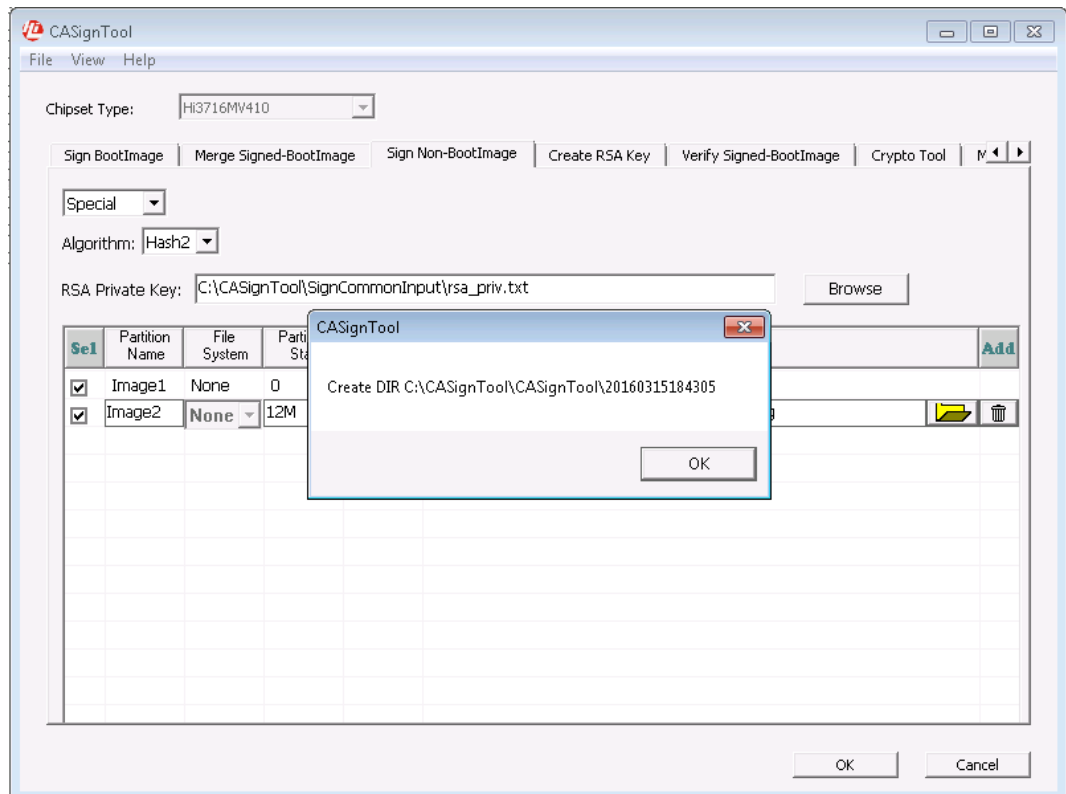 CASignTool
File View Help
Chipset Type: Hi3716MV410
Sign BootImage Merge Signed-BootImage Sign Non-BootImage Create RSA Key Verify Signed-BootImage Crypto Tool
Special
Algorithm: Hash2
RSA Private Key: C:\CASignTool\SignCommonInput\rsa_priv.txt Browse
CASignTool
Create DIR C:\CASignTool\CASignTool\20160315184305
OK
Sel Partition Name File System Add
Image1 None 0
Image2 None 12M
OK Cancel